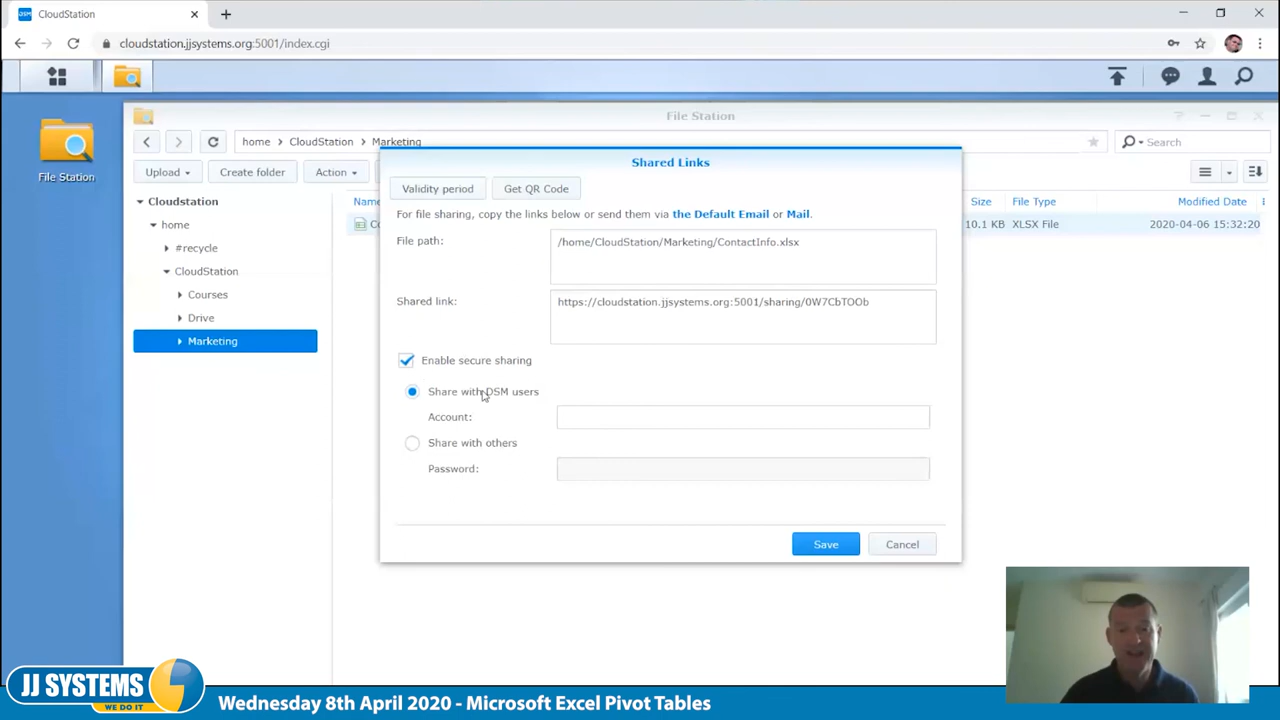 DSM
CloudStation
cloudstation.jjsystems.org:5001/index.cgi
File Station
File Station
home
CloudStation
Marketing
Search
Upload
Create folder
Action
Cloudstation
home
#recycle
CloudStation
Courses
Drive
Marketing
Size
File Type
Modified Date
10.1 KB
XLSX File
2020-04-06 15:32:20
Shared Links
Validity period
Get QR Code
For file sharing, copy the links below or send them via the Default Email or Mail.
File path:
/home/CloudStation/Marketing/ContactInfo.xlsx
Shared link:
https://cloudstation.jjsystems.org:5001/sharing/0W7CbTOOb
Enable secure sharing
Share with DSM users
Account:
Share with others
Password:
Save
Cancel
JJ SYSTEMS
WE DO IT
Wednesday 8th April 2020 - Microsoft Excel Pivot Tables